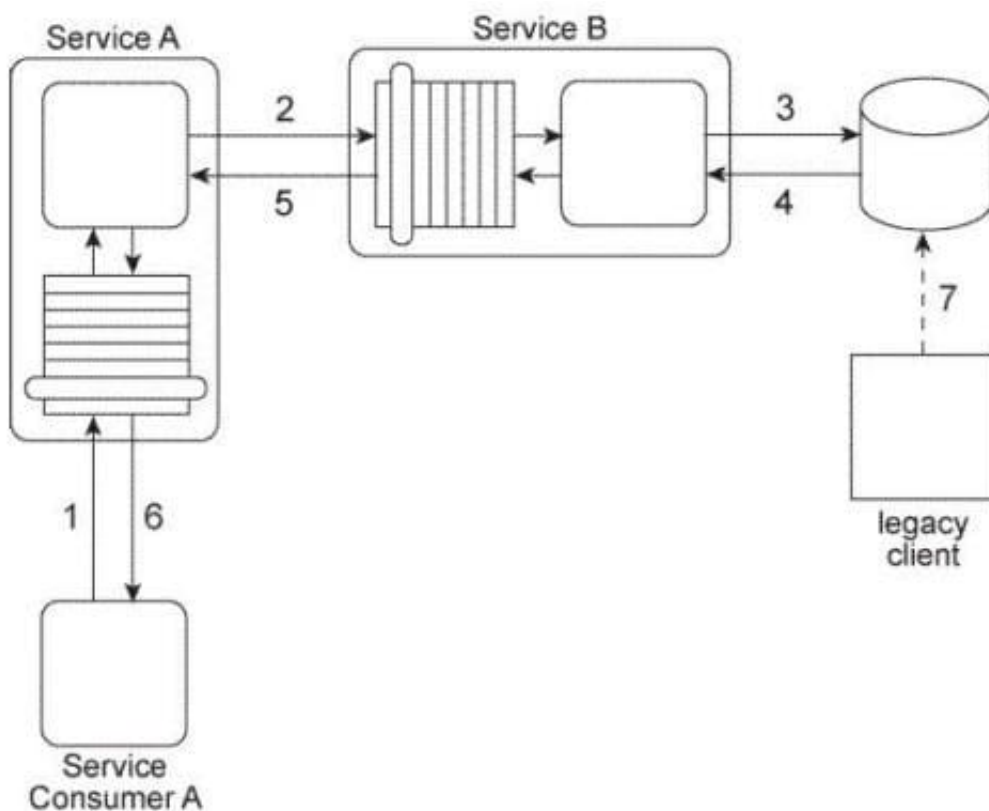 Service A
Service B
2
3
5
4
7
1
6
legacy
client
Service
Consumer A